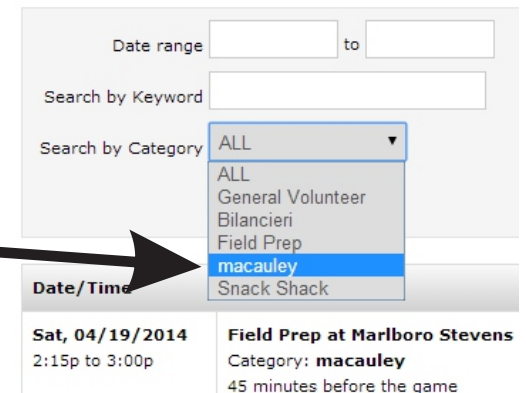 Date range to
Search by Keyword
Search by Category ALL
ALL
General Volunteer
Bilancieri
Field Prep
macauley
Snack Shack
Date/Time
Sat, 04/19/2014 Field Prep at Marlboro Stevens
2:15p to 3:00p Category: macauley
45 minutes before the game